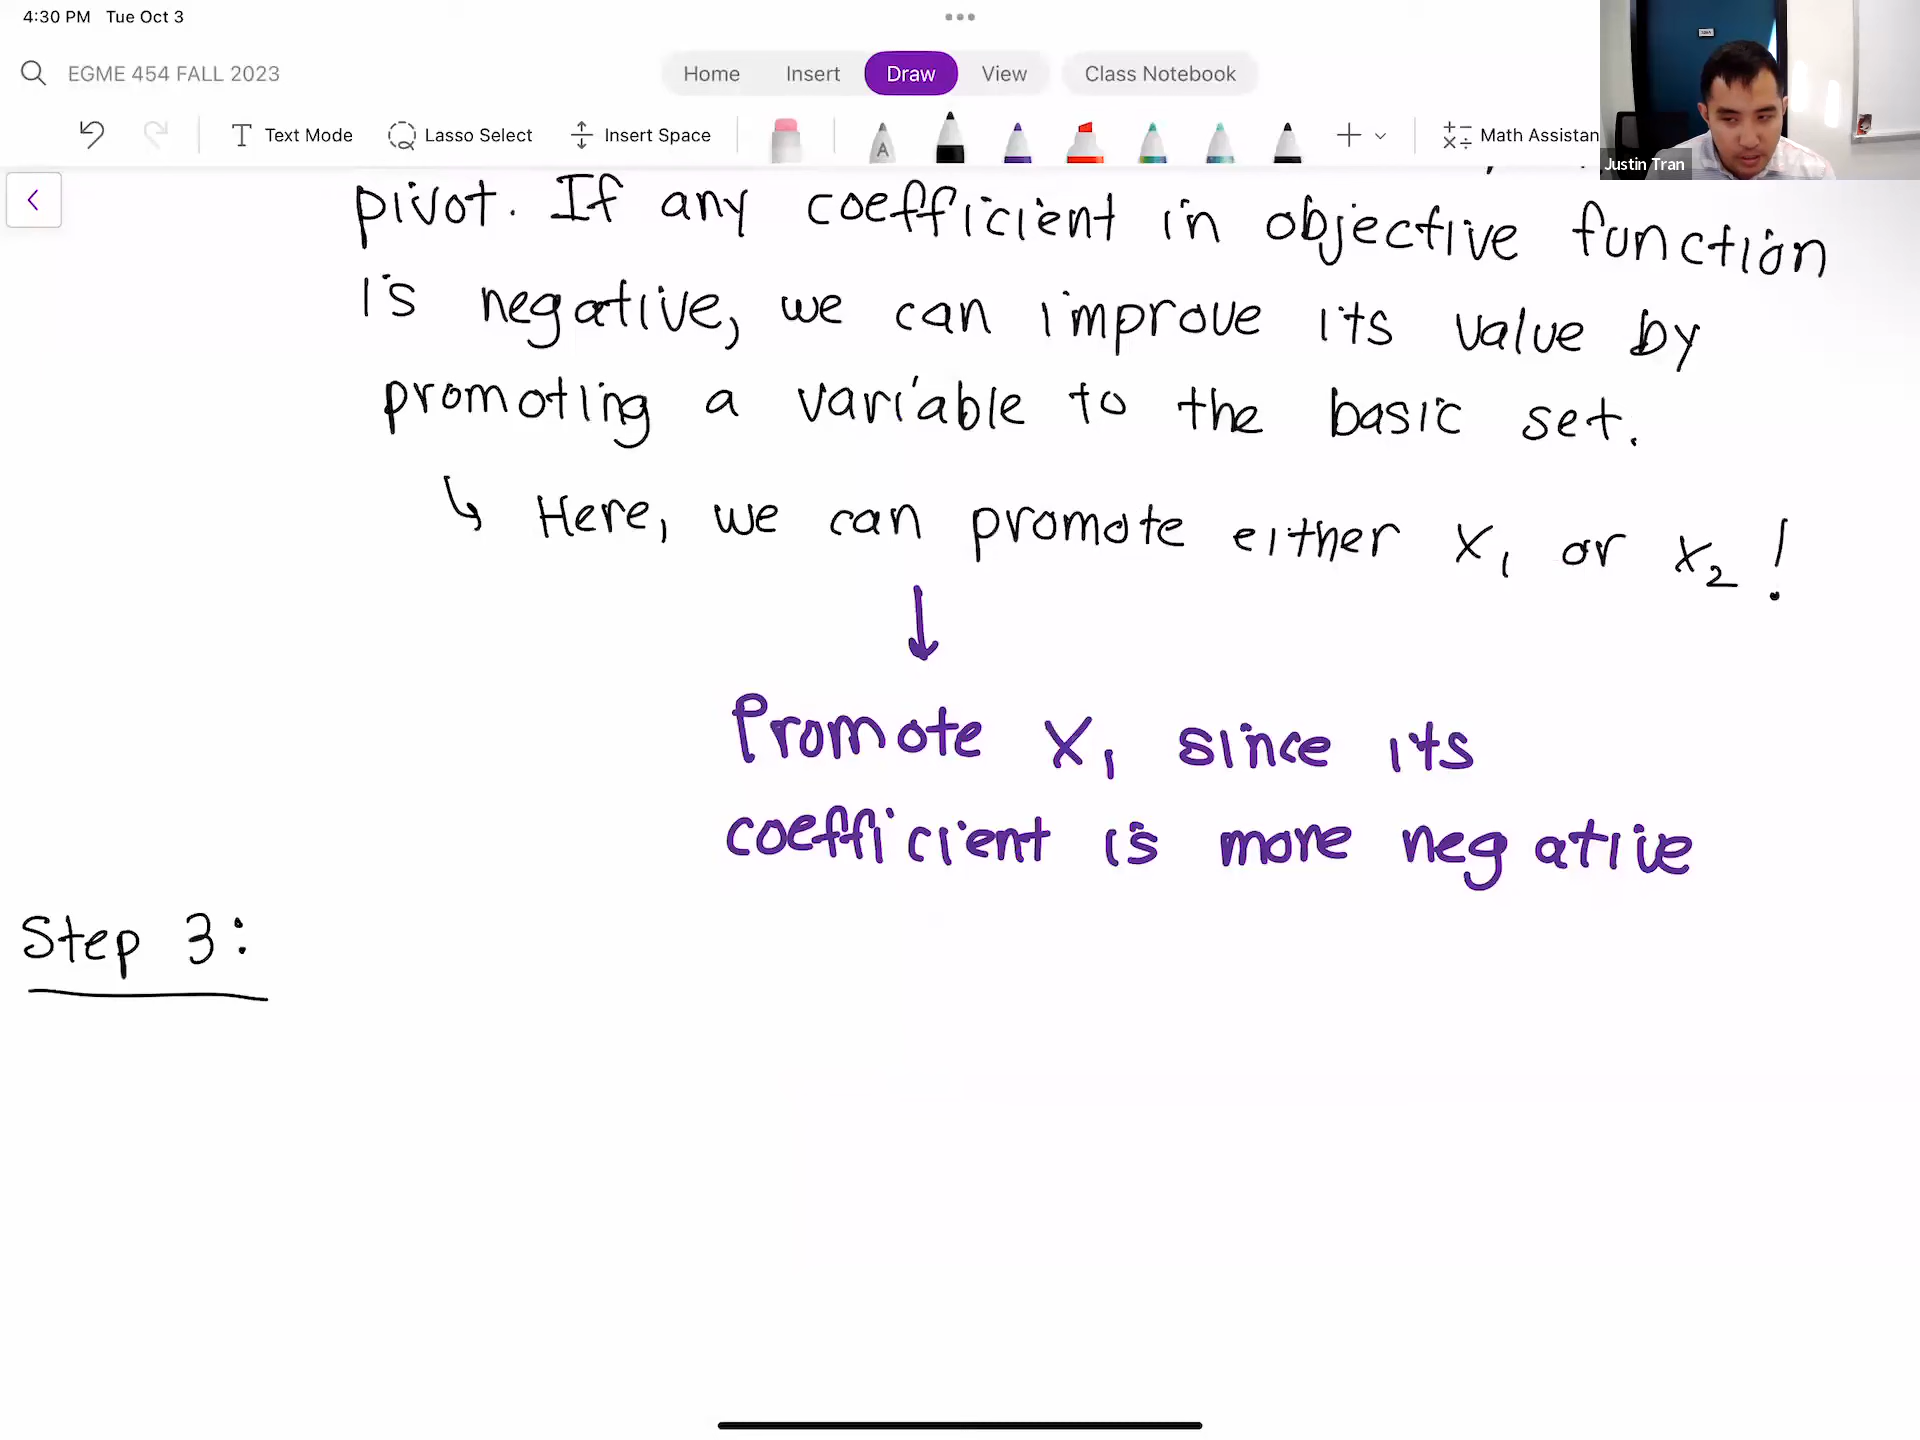 4:30 PM Tue Oct 3
EGME 454 FALL 2023
Home Insert Draw View Class Notebook
Text Mode Lasso Select Insert Space A Math Assistan
Justin Tran
pivot. If any coefficient in objective function
is negative, we can improve its value by
promoting a variable to the basic set.
↳ Here, we can promote either x₁ or x₂!
↓
Promote x₁ since its
coefficient is more negative
Step 3: